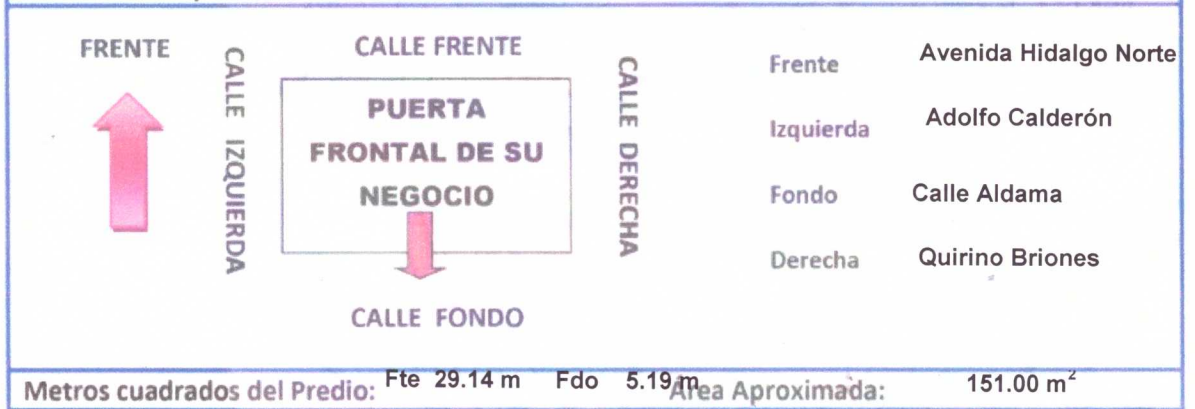 FRENTE
CALLE IZQUIERDA
CALLE FRENTE
PUERTA
FRONTAL DE SU
NEGOCIO
CALLE FONDO
CALLE DERECHA
Frente Avenida Hidalgo Norte
Izquierda Adolfo Calderón
Fondo Calle Aldama
Derecha Quirino Briones
Metros cuadrados del Predio: Fte 29.14 m Fdo 5.19 m Área Aproximada: 151.00 m²